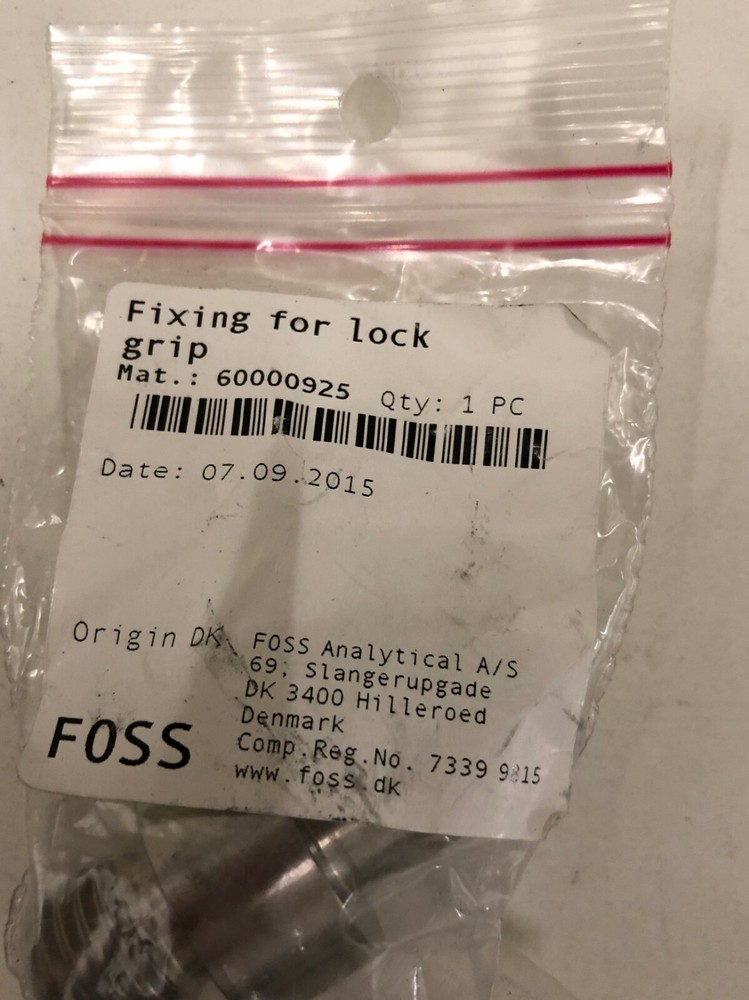 Fixing for lock
grip
Mat.: 60000925 Qty: 1 PC
Date: 07.09.2015
Origin DK
FOSS Analytical A/S
69, Slangerupgade
DK 3400 Hilleroed
Denmark
Comp.Reg.No. 7339
www.foss.dk
FOSS